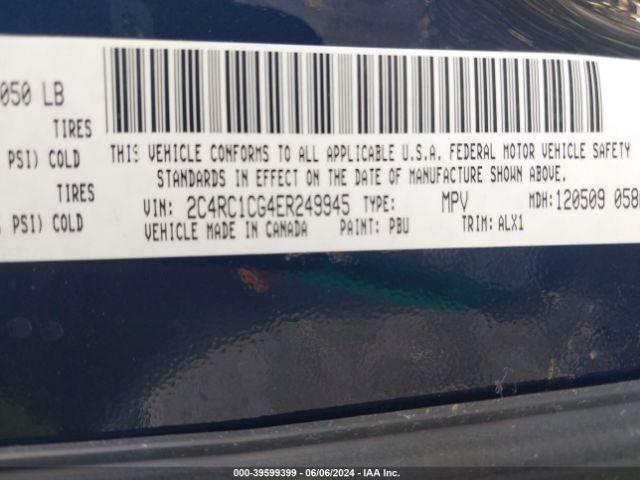 050 LB
TIRES
PSI) COLD
TIRES
PSI) COLD
THIS VEHICLE CONFORMS TO ALL APPLICABLE U.S.A. FEDERAL MOTOR VEHICLE SAFETY
STANDARDS IN EFFECT ON THE DATE OF MANUFACTURE SHOWN ABOVE.
VIN: 2C4RC1CG4ER249945 TYPE: MPV MDH: 120509 058
VEHICLE MADE IN CANADA PAINT: PBU TRIM: ALX1
000-39599399 | 06/06/2024 | IAA Inc.